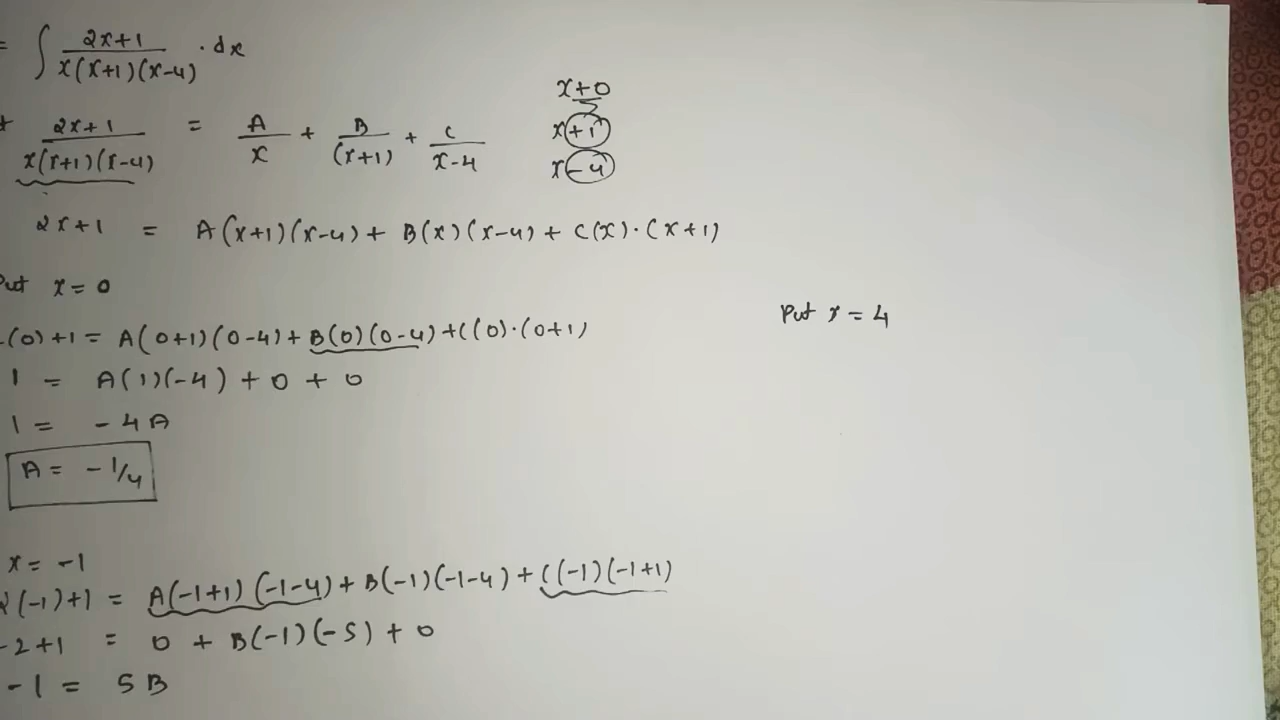 = ∫ 2x+1 / x(x+1)(x-4) . dx
2x+1 / x(x+1)(x-4) = A/x + B/(x+1) + C/x-4
x+0
x+1
x-4
2x+1 = A(x+1)(x-4) + B(x)(x-4) + C(x).(x+1)
Put x = 0
(0)+1 = A(0+1)(0-4) + B(0)(0-4) + C(0).(0+1)
1 = A(1)(-4) + 0 + 0
1 = -4A
A = -1/4
x = -1
2(-1)+1 = A(-1+1)(-1-4) + B(-1)(-1-4) + C(-1)(-1+1)
-2+1 = 0 + B(-1)(-5) + 0
-1 = 5B
Put x = 4